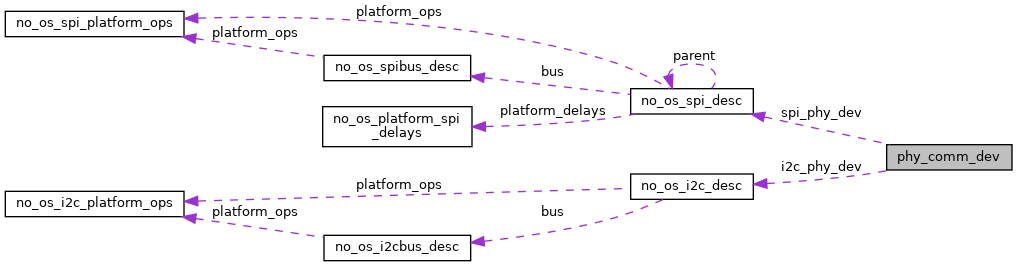 no_os_spi_platform_ops
platform_ops
platform_ops
no_os_spibus_desc
bus
parent
no_os_spi_desc
no_os_platform_spi
_delays
platform_delays
spi_phy_dev
phy_comm_dev
i2c_phy_dev
no_os_i2c_desc
platform_ops
no_os_i2c_platform_ops
platform_ops
bus
no_os_i2cbus_desc